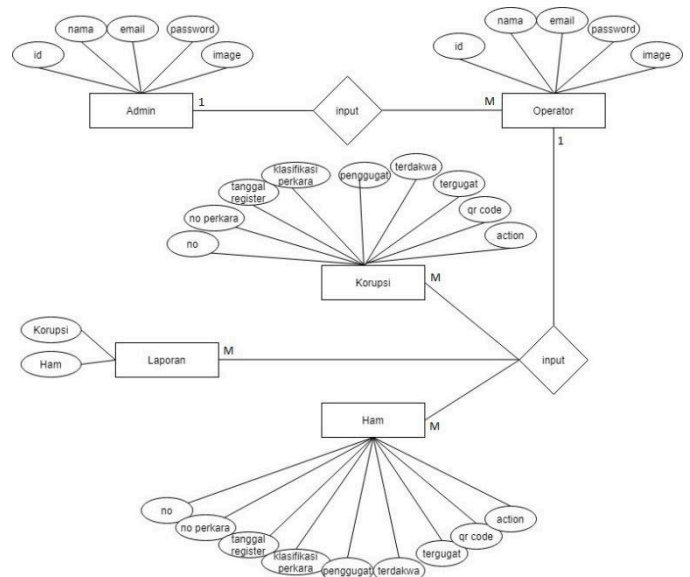 nama
email
password
id
image
Admin
1
input
M
nama
email
password
id
image
Operator
1
klasifikasi
perkara
penggugat
terdakwa
tanggal
register
tergugat
no perkara
qr code
no
action
Korupsi
M
Korupsi
Ham
Laporan
M
input
Ham
M
no
no perkara
tanggal
register
klasifikasi
perkara
penggugat
terdakwa
tergugat
qr code
action